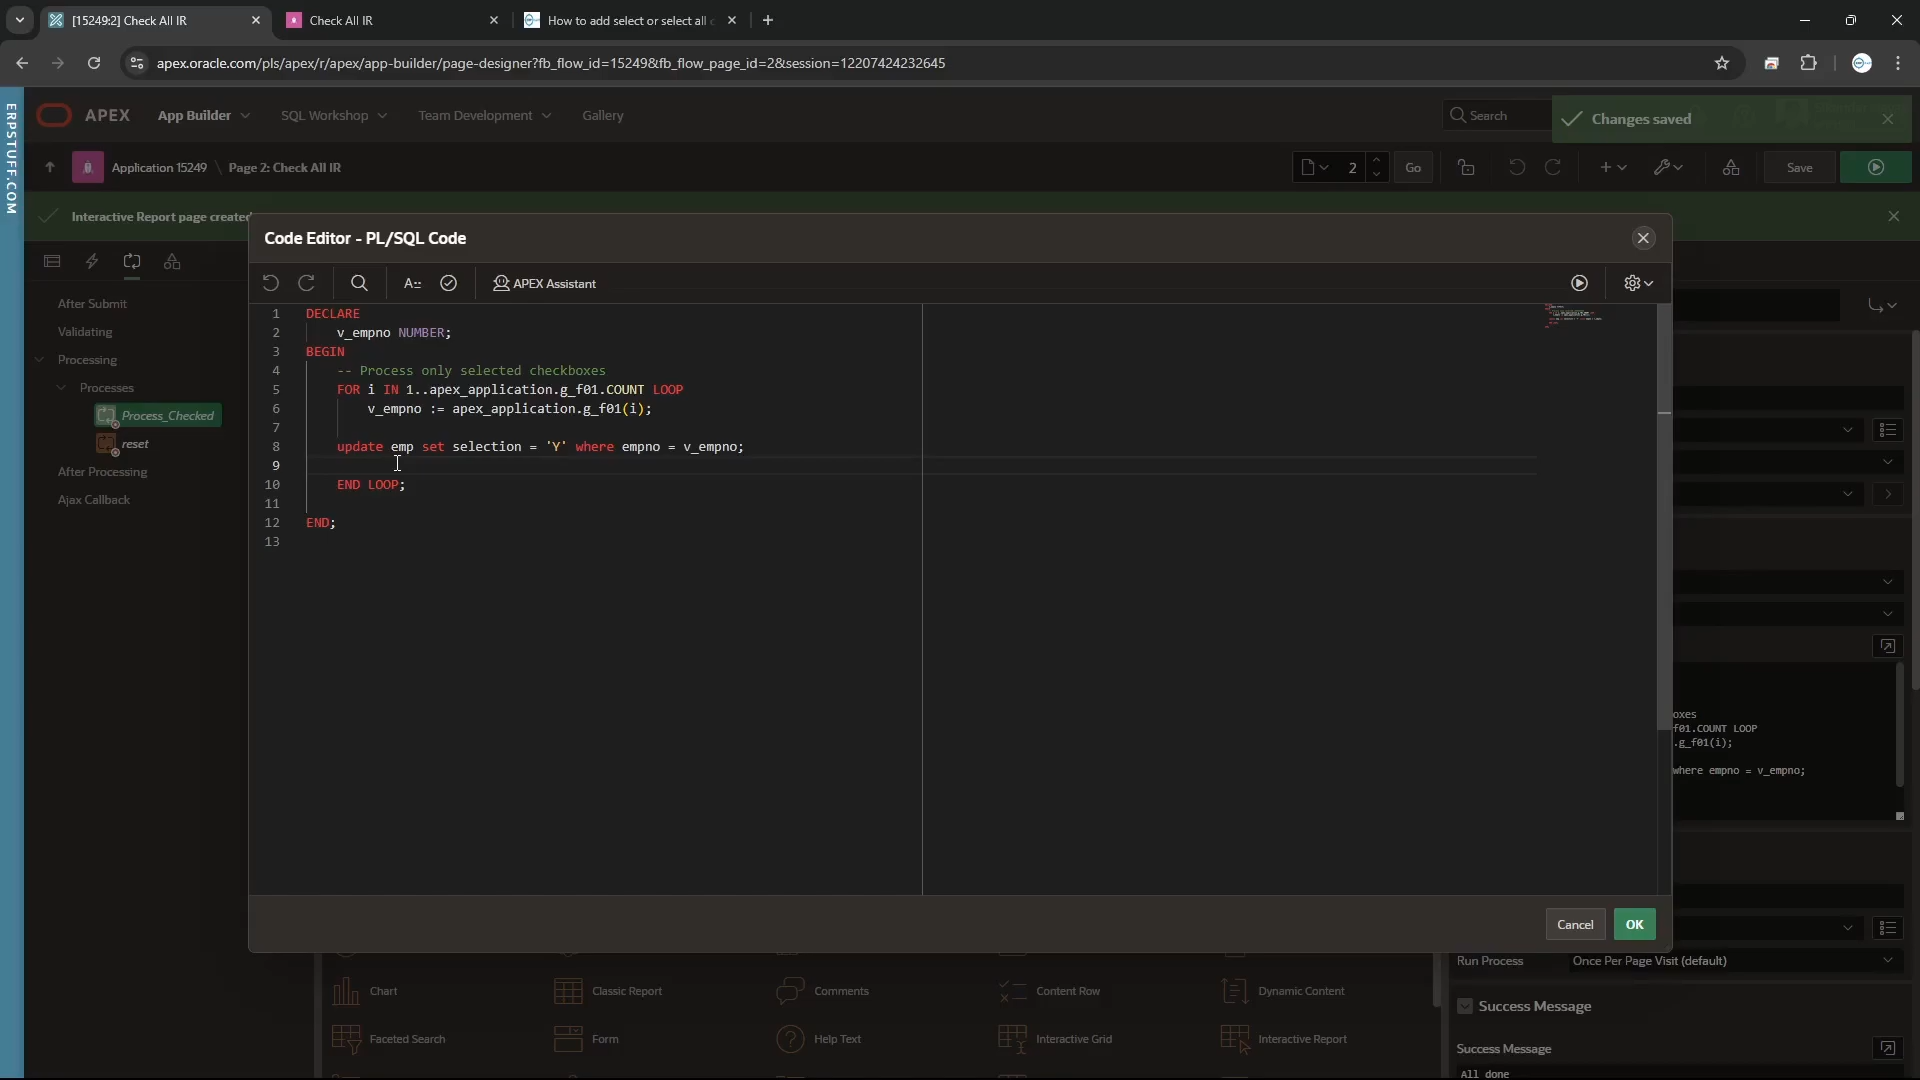 [15249:2] Check All IR
Check All IR
How to add select or select all
apex.oracle.com/pls/apex/r/apex/app-builder/page-designer?fb_flow_id=15249&fb_flow_page_id=2&session=12207424232645
ERPSTUFF.COM
APEX
App Builder
SQL Workshop
Team Development
Gallery
Search
Changes saved
Application 15249 \ Page 2: Check All IR
2
Go
Save
Interactive Report page created
Code Editor - PL/SQL Code
APEX Assistant
After Submit
Validating
Processing
Processes
Process_Checked
reset
After Processing
Ajax Callback
1 DECLARE
2 v_empno NUMBER;
3 BEGIN
4 -- Process only selected checkboxes
5 FOR i IN 1..apex_application.g_f01.COUNT LOOP
6 v_empno := apex_application.g_f01(i);
7
8 update emp set selection = 'Y' where empno = v_empno;
9
10 END LOOP;
11
12 END;
13
oxes
f01.COUNT LOOP
.g_f01(i);
where empno = v_empno;
Cancel
OK
Run Process Once Per Page Visit (default)
Chart
Classic Report
Comments
Content Row
Dynamic Content
Success Message
Faceted Search
Form
Help Text
Interactive Grid
Interactive Report
Success Message
All done